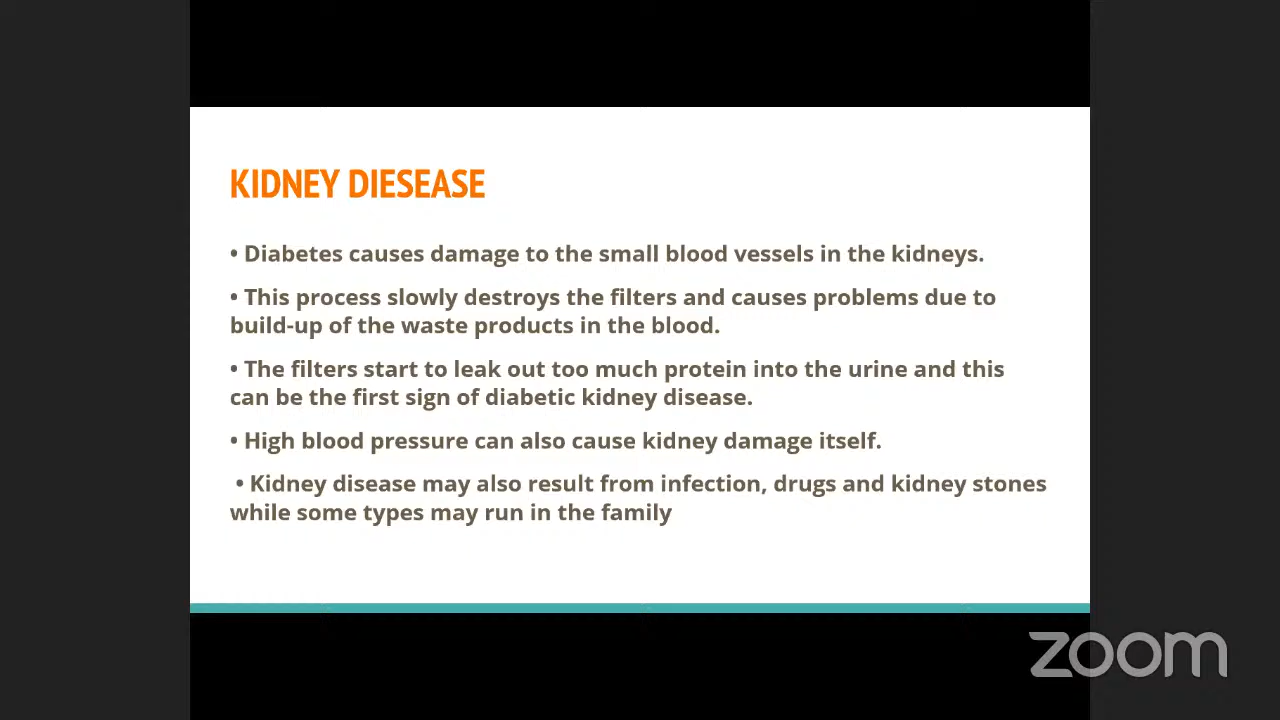 KIDNEY DIESEASE
• Diabetes causes damage to the small blood vessels in the kidneys.
• This process slowly destroys the filters and causes problems due to
build-up of the waste products in the blood.
• The filters start to leak out too much protein into the urine and this
can be the first sign of diabetic kidney disease.
• High blood pressure can also cause kidney damage itself.
• Kidney disease may also result from infection, drugs and kidney stones
while some types may run in the family
zoom